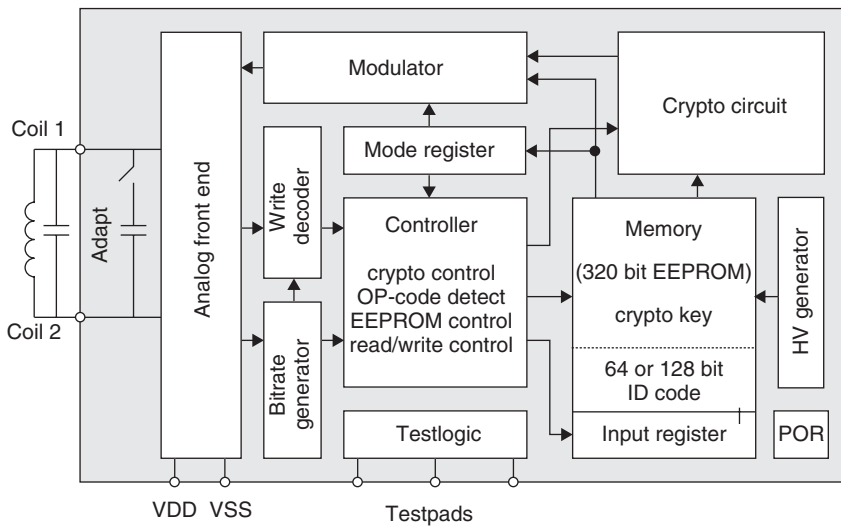 Modulator
Crypto circuit
Coil 1
Mode register
Adapt
Analog front end
Write
decoder
Controller
crypto control
OP-code detect
EEPROM control
read/write control
Memory
(320 bit EEPROM)
crypto key
64 or 128 bit
ID code
HV generator
Coil 2
Bitrate
generator
Testlogic
Input register
POR
VDD
VSS
Testpads